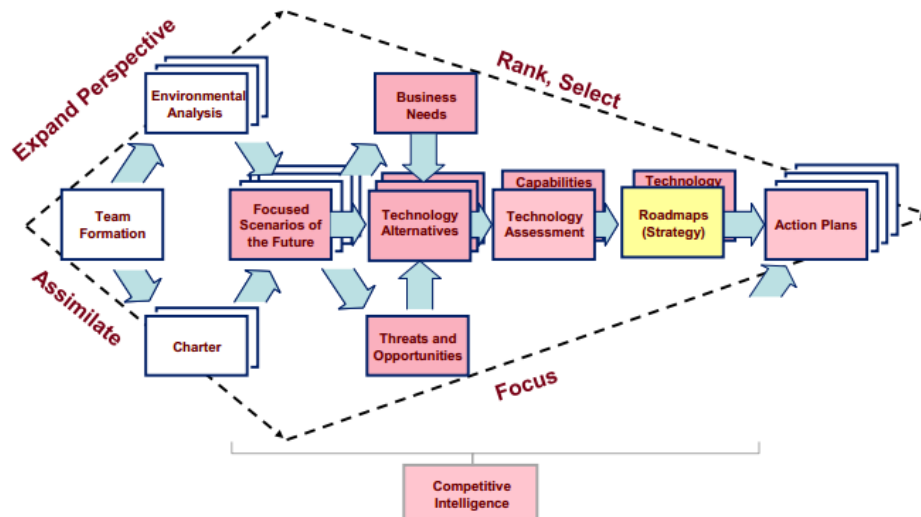 Expand Perspective
Rank, Select
Environmental
Analysis
Business
Needs
Team
Formation
Focused
Scenarios of
the Future
Technology
Alternatives
Capabilities
Technology
Assessment
Technology
Roadmaps
(Strategy)
Action Plans
Assimilate
Charter
Threats and
Opportunities
Focus
Competitive
Intelligence